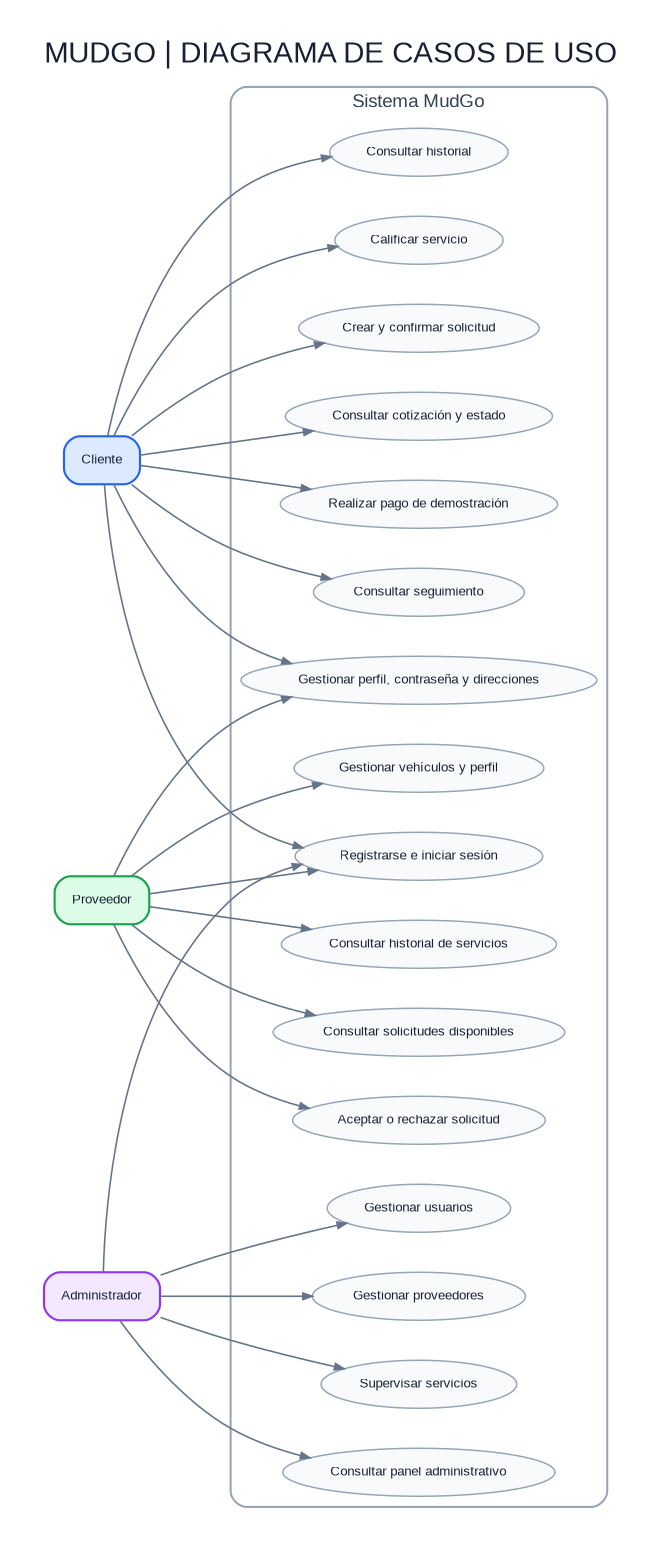 MUDGO | DIAGRAMA DE CASOS DE USO
Sistema MudGo
Consultar historial
Calificar servicio
Crear y confirmar solicitud
Consultar cotización y estado
Cliente
Realizar pago de demostración
Consultar seguimiento
Gestionar perfil, contraseña y direcciones
Gestionar vehículos y perfil
Registrarse e iniciar sesión
Proveedor
Consultar historial de servicios
Consultar solicitudes disponibles
Aceptar o rechazar solicitud
Gestionar usuarios
Administrador
Gestionar proveedores
Supervisar servicios
Consultar panel administrativo